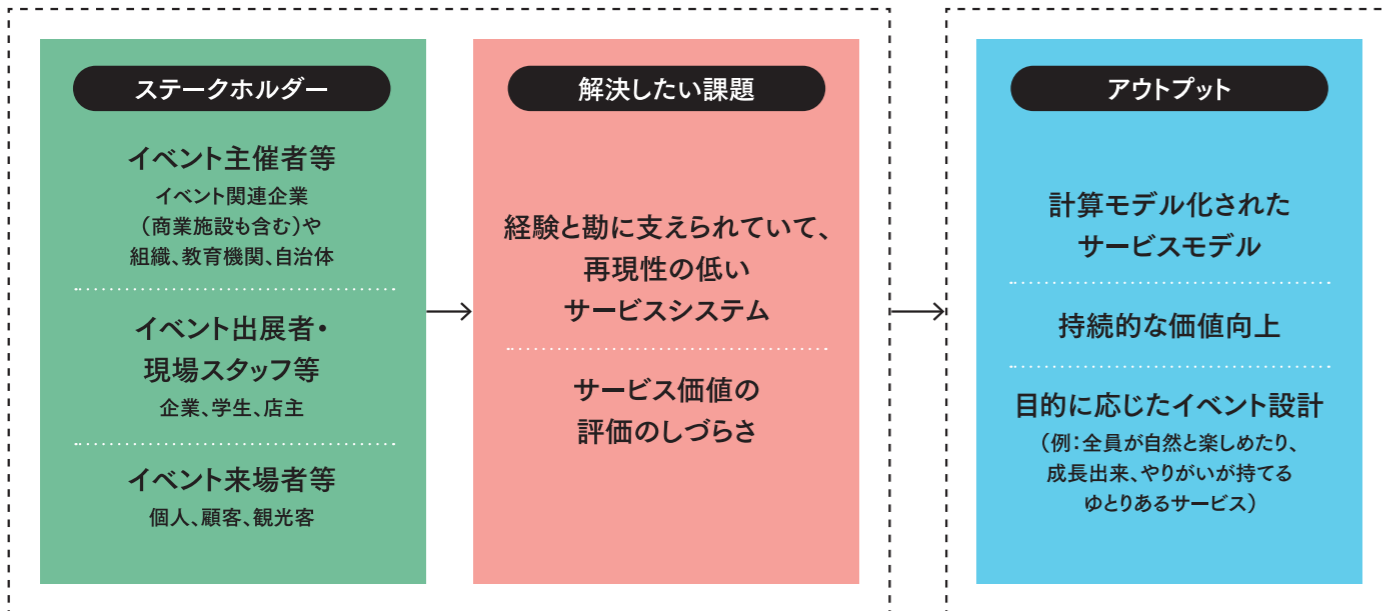 ステークホルダー
イベント主催者等
イベント関連企業
（商業施設も含む）や
組織、教育機関、自治体
イベント出展者・
現場スタッフ等
企業、学生、店主
イベント来場者等
個人、顧客、観光客
解決したい課題
経験と勘に支えられていて、
再現性の低い
サービスシステム
サービス価値の
評価のしづらさ
アウトプット
計算モデル化された
サービスモデル
持続的な価値向上
目的に応じたイベント設計
（例：全員が自然と楽しめたり、
成長出来、やりがいが持てる
ゆとりあるサービス）